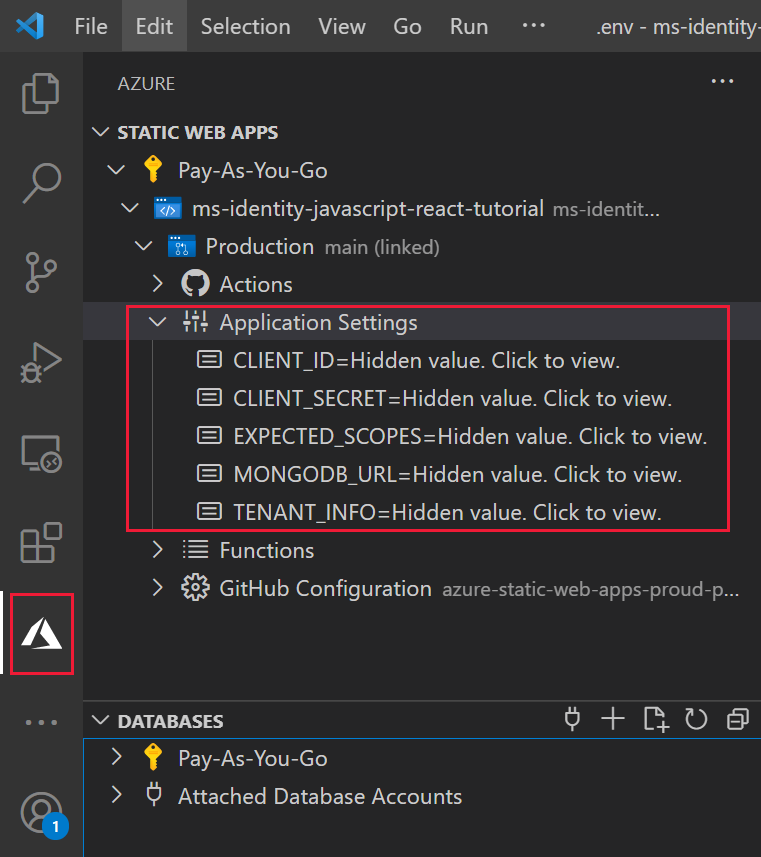 File Edit Selection View Go Run ··· .env - ms-identity-
AZURE ···
STATIC WEB APPS
Pay-As-You-Go
ms-identity-javascript-react-tutorial ms-identit...
Production main (linked)
Actions
Application Settings
CLIENT_ID=Hidden value. Click to view.
CLIENT_SECRET=Hidden value. Click to view.
EXPECTED_SCOPES=Hidden value. Click to view.
MONGODB_URL=Hidden value. Click to view.
TENANT_INFO=Hidden value. Click to view.
Functions
GitHub Configuration azure-static-web-apps-proud-p...
DATABASES
Pay-As-You-Go
Attached Database Accounts
1